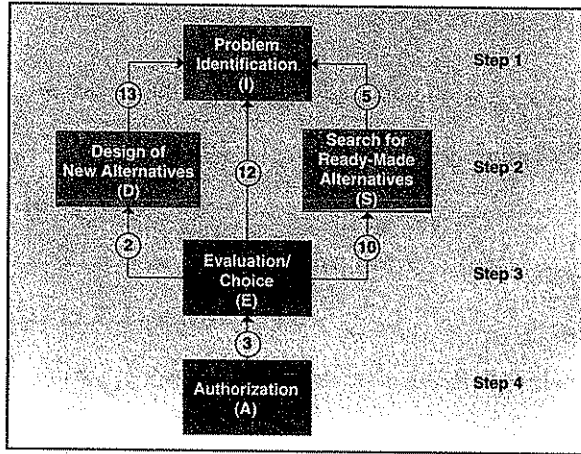 Problem
Identification
(I)
Step 1
13
5
Design of
New Alternatives
(D)
12
Search for
Ready-Made
Alternatives
(S)
Step 2
2
10
Evaluation/
Choice
(E)
Step 3
3
Authorization
(A)
Step 4